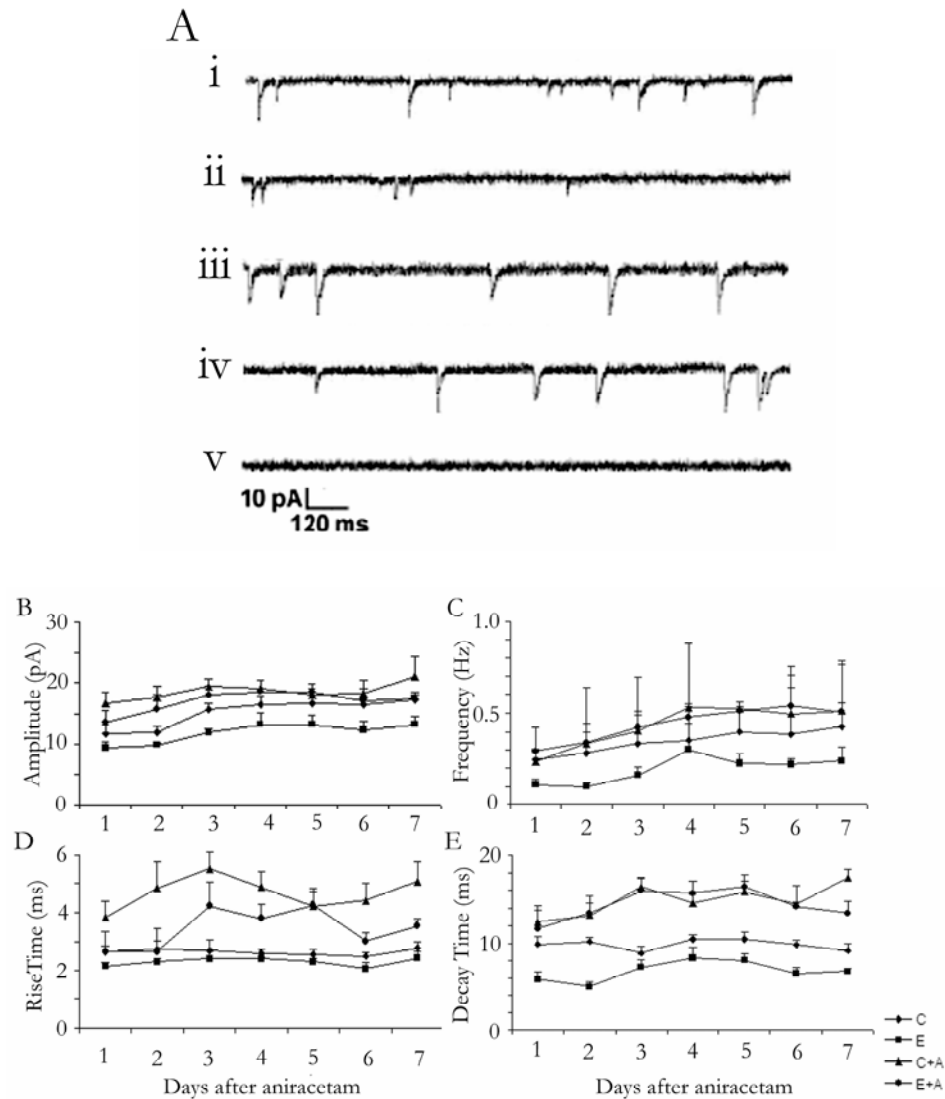 A
i
ii
iii
iv
v
10 pA
120 ms
B
Amplitude (pA)
30
20
10
0
1 2 3 4 5 6 7
C
Frequency (Hz)
1.0
0.5
0
1 2 3 4 5 6 7
D
RiseTime (ms)
6
4
2
0
1 2 3 4 5 6 7
Days after aniracetam
E
Decay Time (ms)
20
10
0
1 2 3 4 5 6 7
Days after aniracetam
C
E
C+A
E+A